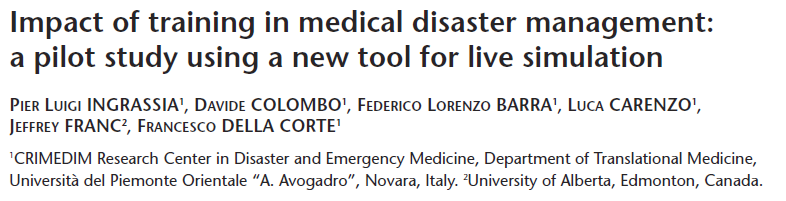 Impact of training in medical disaster management:
a pilot study using a new tool for live simulation
Pier Luigi INGRASSIA¹, Davide COLOMBO¹, Federico Lorenzo BARRA¹, Luca CARENZO¹,
Jeffrey FRANC², Francesco DELLA CORTE¹
¹CRIMEDIM Research Center in Disaster and Emergency Medicine, Department of Translational Medicine,
Università del Piemonte Orientale “A. Avogadro”, Novara, Italy. ²University of Alberta, Edmonton, Canada.